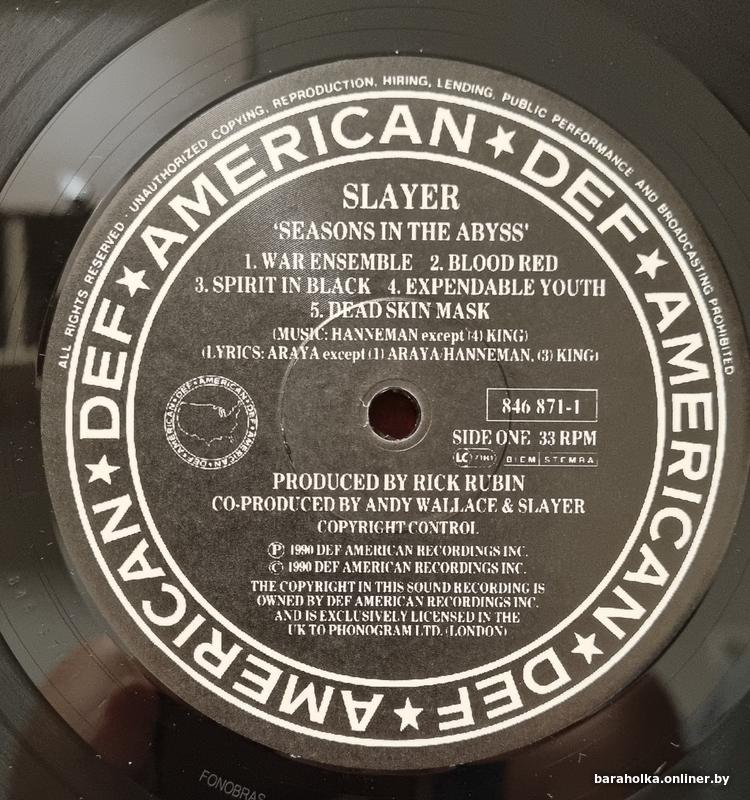 ALL RIGHTS RESERVED · UNAUTHORIZED COPYING, REPRODUCTION, HIRING, LENDING, PUBLIC PERFORMANCE AND BROADCASTING PROHIBITED
DEF ★ AMERICAN ★ DEF ★ AMERICAN ★ DEF ★ AMERICAN ★ DEF ★ AMERICAN ★
SLAYER
'SEASONS IN THE ABYSS'
1. WAR ENSEMBLE 2. BLOOD RED
3. SPIRIT IN BLACK 4. EXPENDABLE YOUTH
5. DEAD SKIN MASK
(MUSIC: HANNEMAN except (4) KING)
(LYRICS: ARAYA except (1) ARAYA/HANNEMAN, (3) KING)
DEF·AMERICAN·DEF·AMERICAN·DEF·AMERICAN
846 871-1
SIDE ONE 33 RPM
LC BIEM STEMRA
PRODUCED BY RICK RUBIN
CO-PRODUCED BY ANDY WALLACE & SLAYER
COPYRIGHT CONTROL
Ⓟ 1990 DEF AMERICAN RECORDINGS INC.
© 1990 DEF AMERICAN RECORDINGS INC.
THE COPYRIGHT IN THIS SOUND RECORDING IS
OWNED BY DEF AMERICAN RECORDINGS INC.
AND IS EXCLUSIVELY LICENSED IN THE
UK TO PHONOGRAM LTD. (LONDON)
FONOBRAS
baraholka.onliner.by